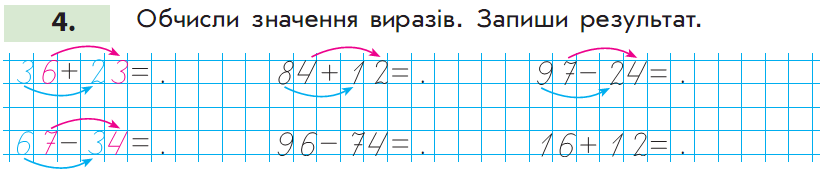 4. Обчисли значення виразів. Запиши результат.
36+23= . 84+12= . 97−24= .
67−34= . 96−74= . 16+12= .